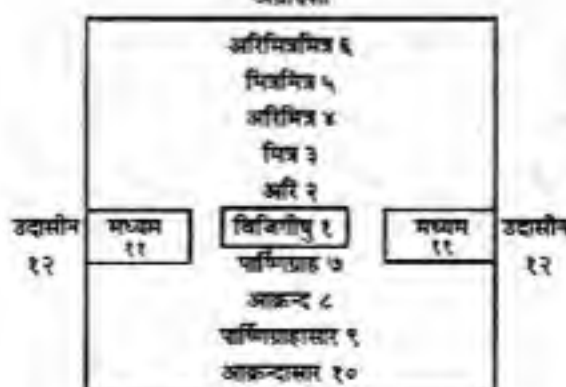 अरिमित्रमित्र ६
मित्रमित्र ५
अरिमित्र ४
मित्र ३
अरि २
उदासीन मध्यम विजिगीषु १ मध्यम उदासीन
१२ ११ ११ १२
पार्ष्णिग्राह ७
आक्रन्द ८
पार्ष्णिग्राहासार ९
आक्रन्दासार १०